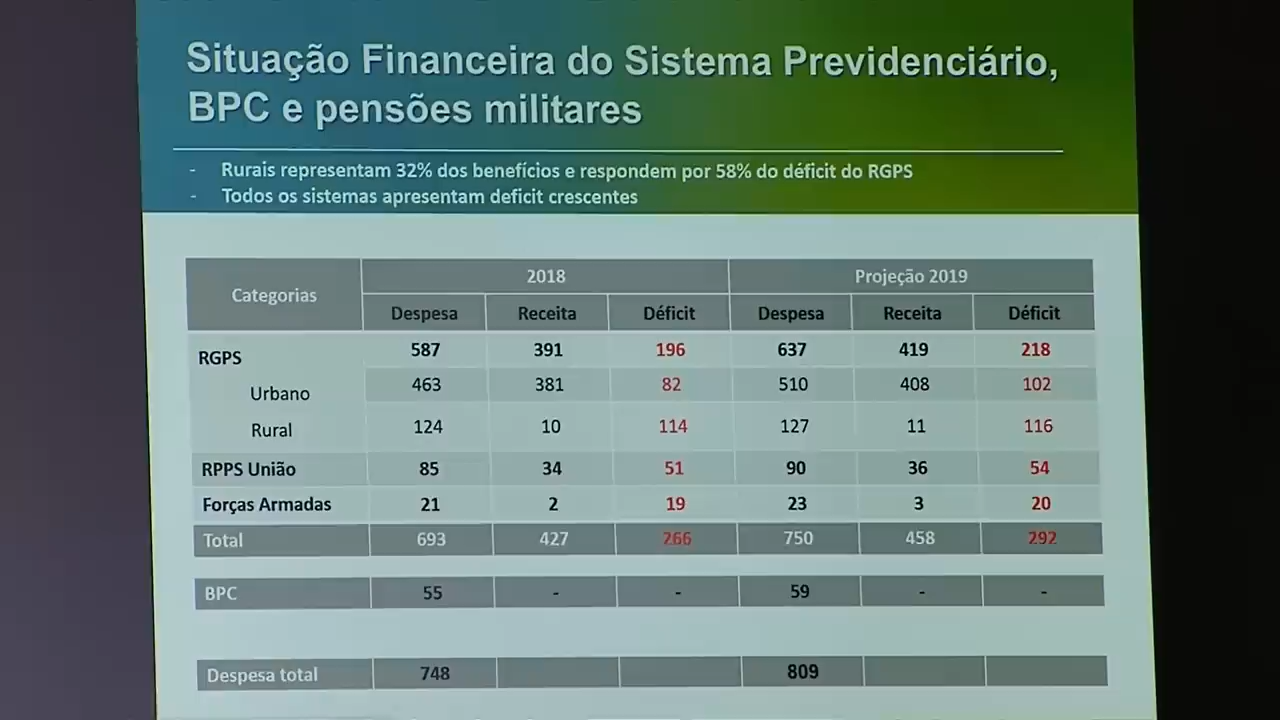 Situação Financeira do Sistema Previdenciário,
BPC e pensões militares
- Rurais representam 32% dos benefícios e respondem por 58% do déficit do RGPS
- Todos os sistemas apresentam deficit crescentes
Categorias 2018 Projeção 2019
Despesa Receita Déficit Despesa Receita Déficit
RGPS 587 391 196 637 419 218
Urbano 463 381 82 510 408 102
Rural 124 10 114 127 11 116
RPPS União 85 34 51 90 36 54
Forças Armadas 21 2 19 23 3 20
Total 693 427 266 750 458 292
BPC 55 - - 59 - -
Despesa total 748 809